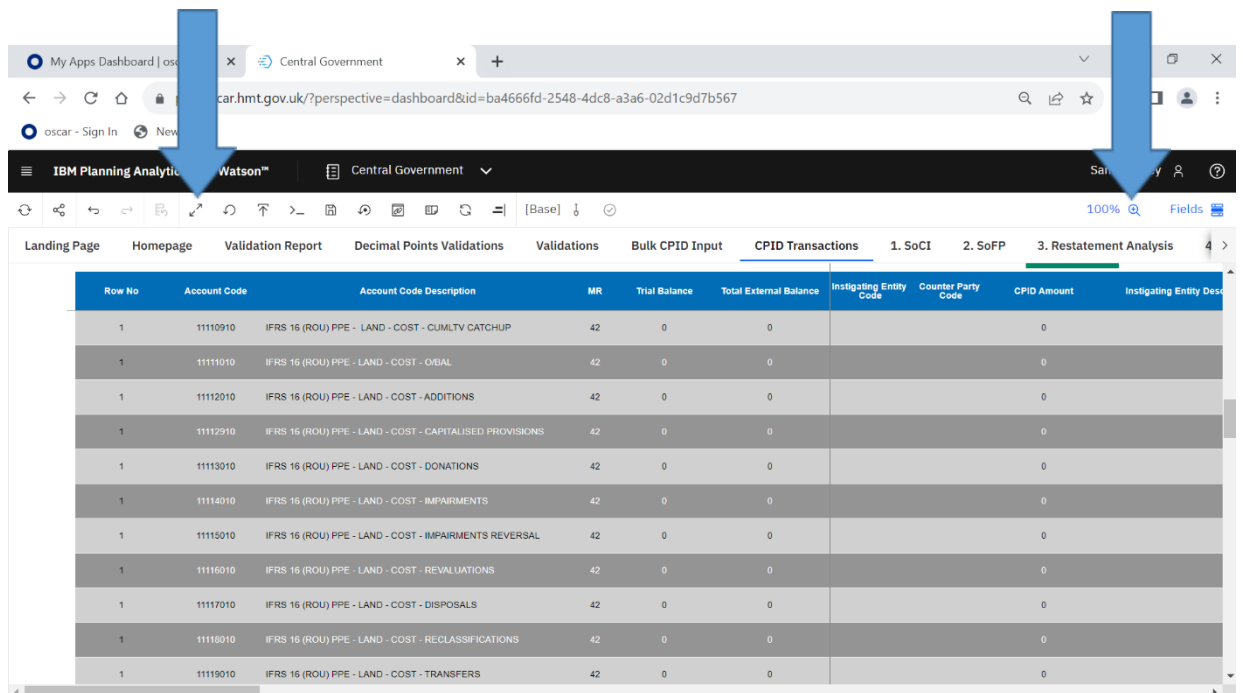 My Apps Dashboard | osc
Central Government
car.hmt.gov.uk/?perspective=dashboard&id=ba4666fd-2548-4dc8-a3a6-02d1c9d7b567
oscar - Sign In New
IBM Planning Analytic Watson™ Central Government San y
[Base] 100% Fields
Landing Page Homepage Validation Report Decimal Points Validations Validations Bulk CPID Input CPID Transactions 1. SoCI 2. SoFP 3. Restatement Analysis 4
Row No Account Code Account Code Description MR Trial Balance Total External Balance Instigating Entity Code Counter Party Code CPID Amount Instigating Entity Desc
1 11110910 IFRS 16 (ROU) PPE - LAND - COST - CUMLTV CATCHUP 42 0 0 0
1 11111010 IFRS 16 (ROU) PPE - LAND - COST - O/BAL 42 0 0 0
1 11112010 IFRS 16 (ROU) PPE - LAND - COST - ADDITIONS 42 0 0 0
1 11112910 IFRS 16 (ROU) PPE - LAND - COST - CAPITALISED PROVISIONS 42 0 0 0
1 11113010 IFRS 16 (ROU) PPE - LAND - COST - DONATIONS 42 0 0 0
1 11114010 IFRS 16 (ROU) PPE - LAND - COST - IMPAIRMENTS 42 0 0 0
1 11115010 IFRS 16 (ROU) PPE - LAND - COST - IMPAIRMENTS REVERSAL 42 0 0 0
1 11116010 IFRS 16 (ROU) PPE - LAND - COST - REVALUATIONS 42 0 0 0
1 11117010 IFRS 16 (ROU) PPE - LAND - COST - DISPOSALS 42 0 0 0
1 11118010 IFRS 16 (ROU) PPE - LAND - COST - RECLASSIFICATIONS 42 0 0 0
1 11119010 IFRS 16 (ROU) PPE - LAND - COST - TRANSFERS 42 0 0 0